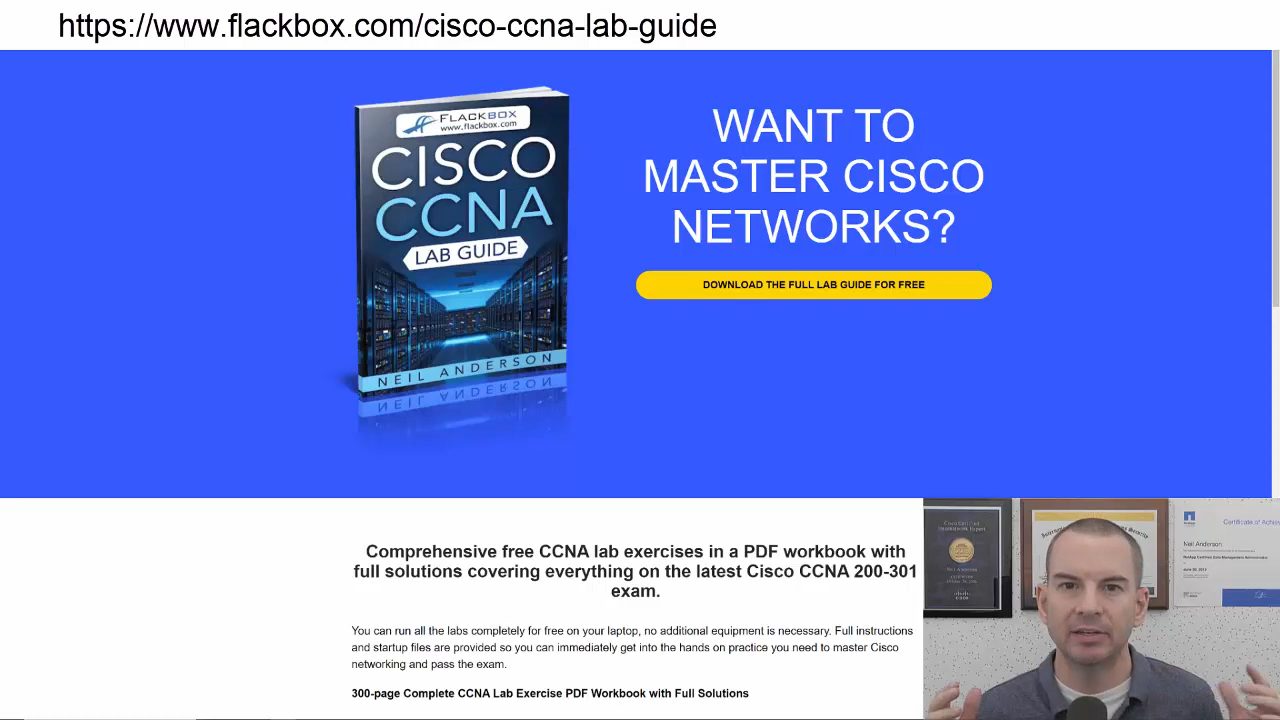 https://www.flackbox.com/cisco-ccna-lab-guide
FLACKBOX
www.flackbox.com
CISCO
CCNA
LAB GUIDE
NEIL ANDERSON
WANT TO
MASTER CISCO
NETWORKS?
DOWNLOAD THE FULL LAB GUIDE FOR FREE
Comprehensive free CCNA lab exercises in a PDF workbook with
full solutions covering everything on the latest Cisco CCNA 200-301
exam.
You can run all the labs completely for free on your laptop, no additional equipment is necessary. Full instructions
and startup files are provided so you can immediately get into the hands on practice you need to master Cisco
networking and pass the exam.
300-page Complete CCNA Lab Exercise PDF Workbook with Full Solutions
Certificate of
Neil Anderson